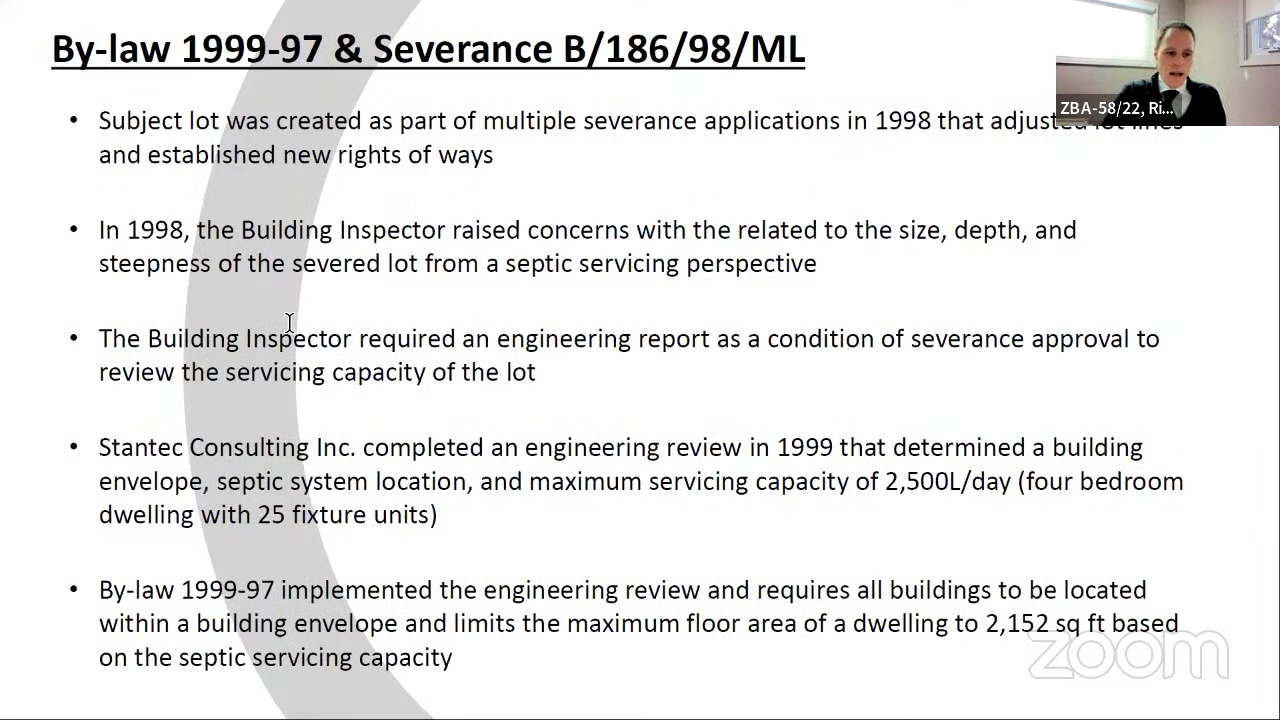 By-law 1999-97 & Severance B/186/98/ML
ZBA-58/22, Ri...
• Subject lot was created as part of multiple severance applications in 1998 that adjusted lot lines
and established new rights of ways
• In 1998, the Building Inspector raised concerns with the related to the size, depth, and
steepness of the severed lot from a septic servicing perspective
• The Building Inspector required an engineering report as a condition of severance approval to
review the servicing capacity of the lot
• Stantec Consulting Inc. completed an engineering review in 1999 that determined a building
envelope, septic system location, and maximum servicing capacity of 2,500L/day (four bedroom
dwelling with 25 fixture units)
• By-law 1999-97 implemented the engineering review and requires all buildings to be located
within a building envelope and limits the maximum floor area of a dwelling to 2,152 sq ft based
on the septic servicing capacity
zoom